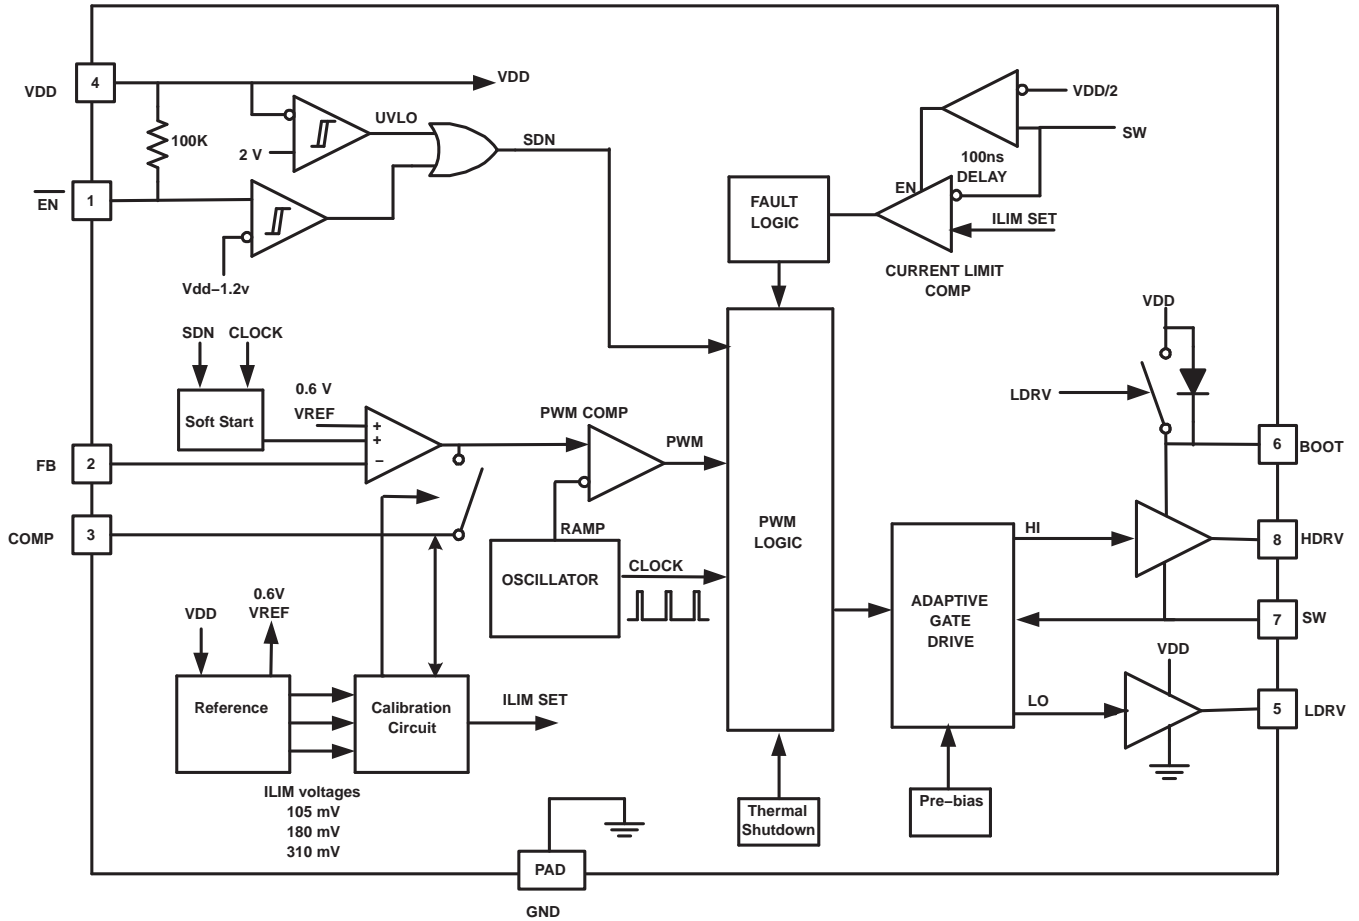 VDD
4
VDD
100K
UVLO
2 V
SDN
EN
1
Vdd–1.2v
VDD/2
SW
100ns
DELAY
EN
ILIM SET
FAULT
LOGIC
CURRENT LIMIT
COMP
SDN
CLOCK
Soft Start
0.6 V
VREF
+
+
–
PWM COMP
PWM
FB
2
COMP
3
RAMP
OSCILLATOR
CLOCK
PWM
LOGIC
VDD
LDRV
6
BOOT
HI
8
HDRV
ADAPTIVE
GATE
DRIVE
7
SW
VDD
LO
5
LDRV
VDD
0.6V
VREF
Reference
Calibration
Circuit
ILIM SET
ILIM voltages
105 mV
180 mV
310 mV
Thermal
Shutdown
Pre–bias
PAD
GND